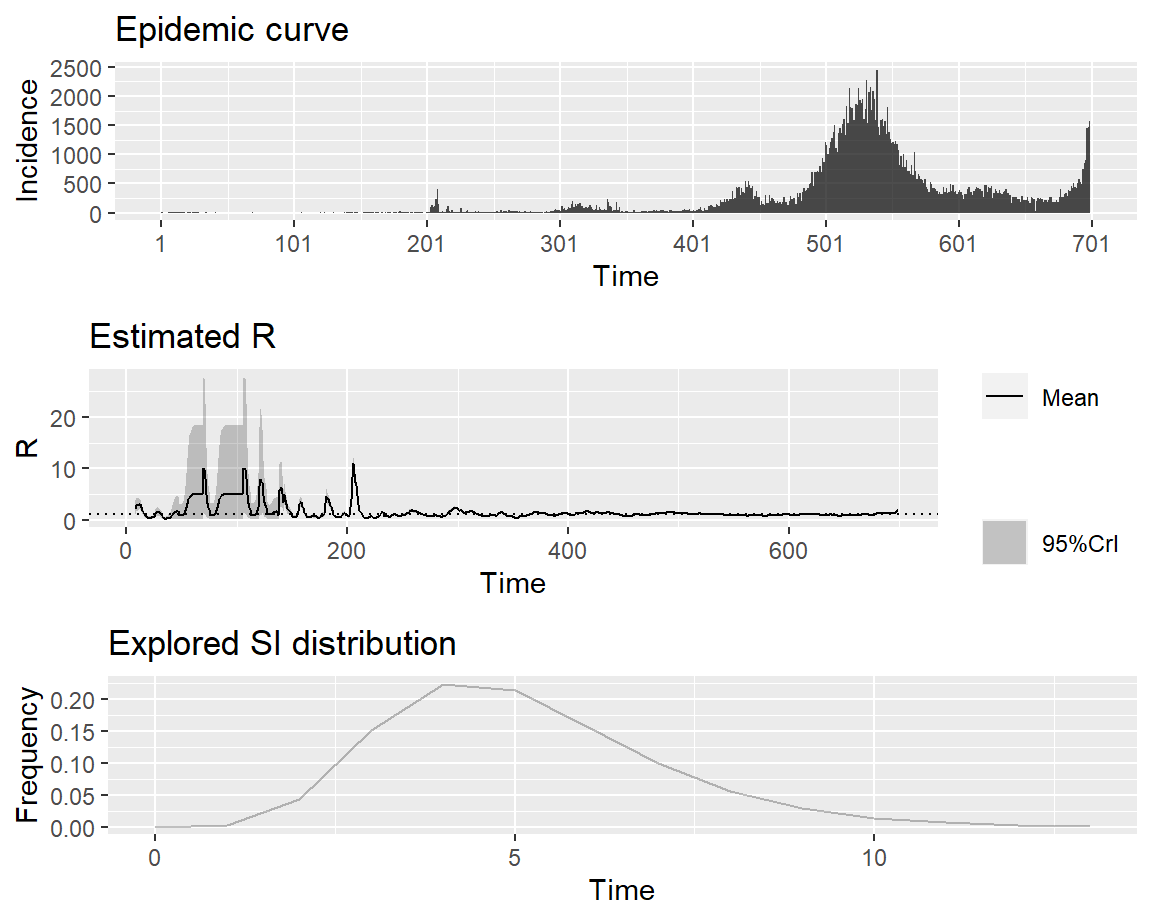 Epidemic curve
Incidence
2500
2000
1500
1000
500
0
1 101 201 301 401 501 601 701
Time
Estimated R
R
20
10
0
0 200 400 600
Time
Mean
95%CrI
Explored SI distribution
Frequency
0.20
0.15
0.10
0.05
0.00
0 5 10
Time